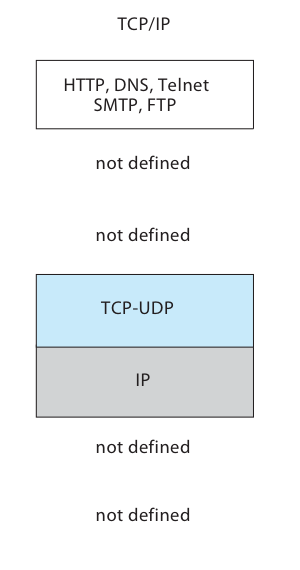 TCP/IP
HTTP, DNS, Telnet
SMTP, FTP
not defined
not defined
TCP-UDP
IP
not defined
not defined